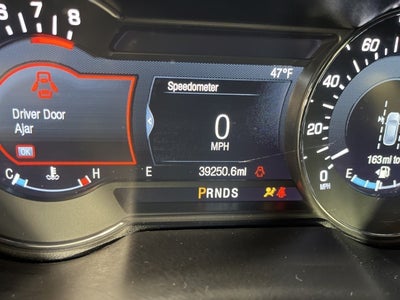 6 7 8
47°F
Speedometer
Driver Door
Ajar
OK
0
MPH
C H E
39250.6mi
PRNDS
0 20 40 60
MPH
163mi to
E